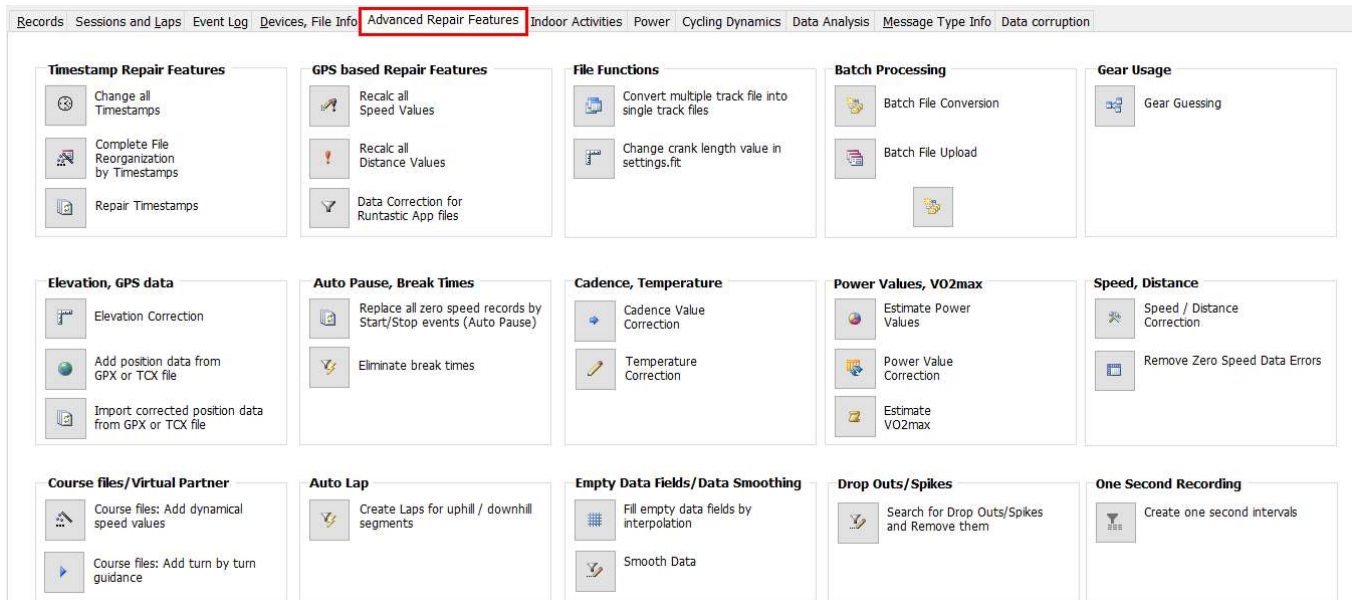 Records Sessions and Laps Event Log Devices, File Info Advanced Repair Features Indoor Activities Power Cycling Dynamics Data Analysis Message Type Info Data corruption
Timestamp Repair Features
Change all
Timestamps
Complete File
Reorganization
by Timestamps
Repair Timestamps
GPS based Repair Features
Recalc all
Speed Values
Recalc all
Distance Values
Data Correction for
Runtastic App files
File Functions
Convert multiple track file into
single track files
Change crank length value in
settings.fit
Batch Processing
Batch File Conversion
Batch File Upload
Gear Usage
Gear Guessing
Elevation, GPS data
Elevation Correction
Add position data from
GPX or TCX file
Import corrected position data
from GPX or TCX file
Auto Pause, Break Times
Replace all zero speed records by
Start/Stop events (Auto Pause)
Eliminate break times
Cadence, Temperature
Cadence Value
Correction
Temperature
Correction
Power Values, VO2max
Estimate Power
Values
Power Value
Correction
Estimate
VO2max
Speed, Distance
Speed / Distance
Correction
Remove Zero Speed Data Errors
Course files/Virtual Partner
Course files: Add dynamical
speed values
Course files: Add turn by turn
guidance
Auto Lap
Create Laps for uphill / downhill
segments
Empty Data Fields/Data Smoothing
Fill empty data fields by
interpolation
Smooth Data
Drop Outs/Spikes
Search for Drop Outs/Spikes
and Remove them
One Second Recording
Create one second intervals